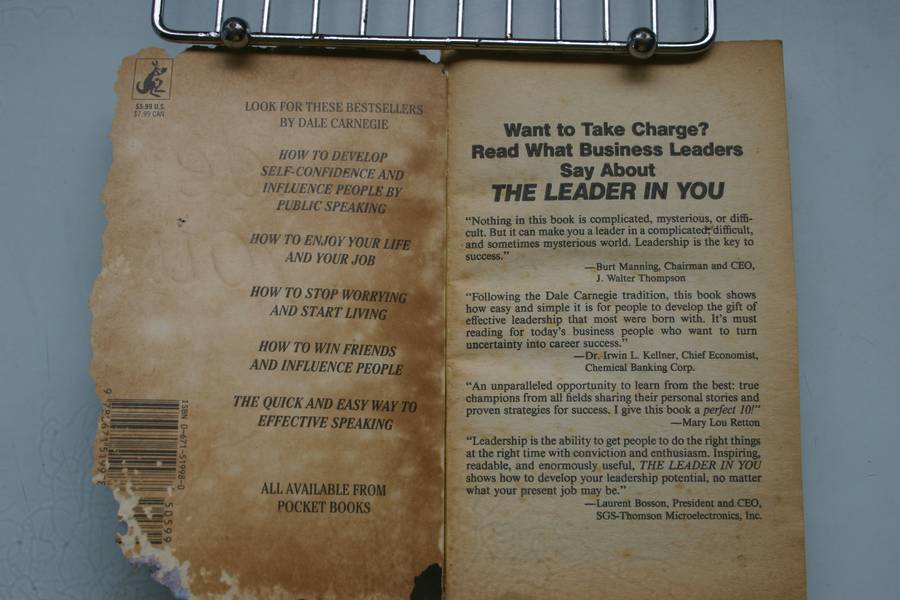 $5.99 U.S.
$7.99 CAN
LOOK FOR THESE BESTSELLERS
BY DALE CARNEGIE
HOW TO DEVELOP
SELF-CONFIDENCE AND
INFLUENCE PEOPLE BY
PUBLIC SPEAKING
HOW TO ENJOY YOUR LIFE
AND YOUR JOB
HOW TO STOP WORRYING
AND START LIVING
HOW TO WIN FRIENDS
AND INFLUENCE PEOPLE
THE QUICK AND EASY WAY TO
EFFECTIVE SPEAKING
ALL AVAILABLE FROM
POCKET BOOKS
ISBN 0-671-51998-0
50599
Want to Take Charge?
Read What Business Leaders
Say About
THE LEADER IN YOU
“Nothing in this book is complicated, mysterious, or diffi-
cult. But it can make you a leader in a complicated, difficult,
and sometimes mysterious world. Leadership is the key to
success.”
—Burt Manning, Chairman and CEO,
J. Walter Thompson
“Following the Dale Carnegie tradition, this book shows
how easy and simple it is for people to develop the gift of
effective leadership that most were born with. It's must
reading for today's business people who want to turn
uncertainty into career success.”
—Dr. Irwin L. Kellner, Chief Economist,
Chemical Banking Corp.
“An unparalleled opportunity to learn from the best: true
champions from all fields sharing their personal stories and
proven strategies for success. I give this book a perfect 10!”
—Mary Lou Retton
“Leadership is the ability to get people to do the right things
at the right time with conviction and enthusiasm. Inspiring,
readable, and enormously useful, THE LEADER IN YOU
shows how to develop your leadership potential, no matter
what your present job may be.”
—Laurent Bosson, President and CEO,
SGS-Thomson Microelectronics, Inc.